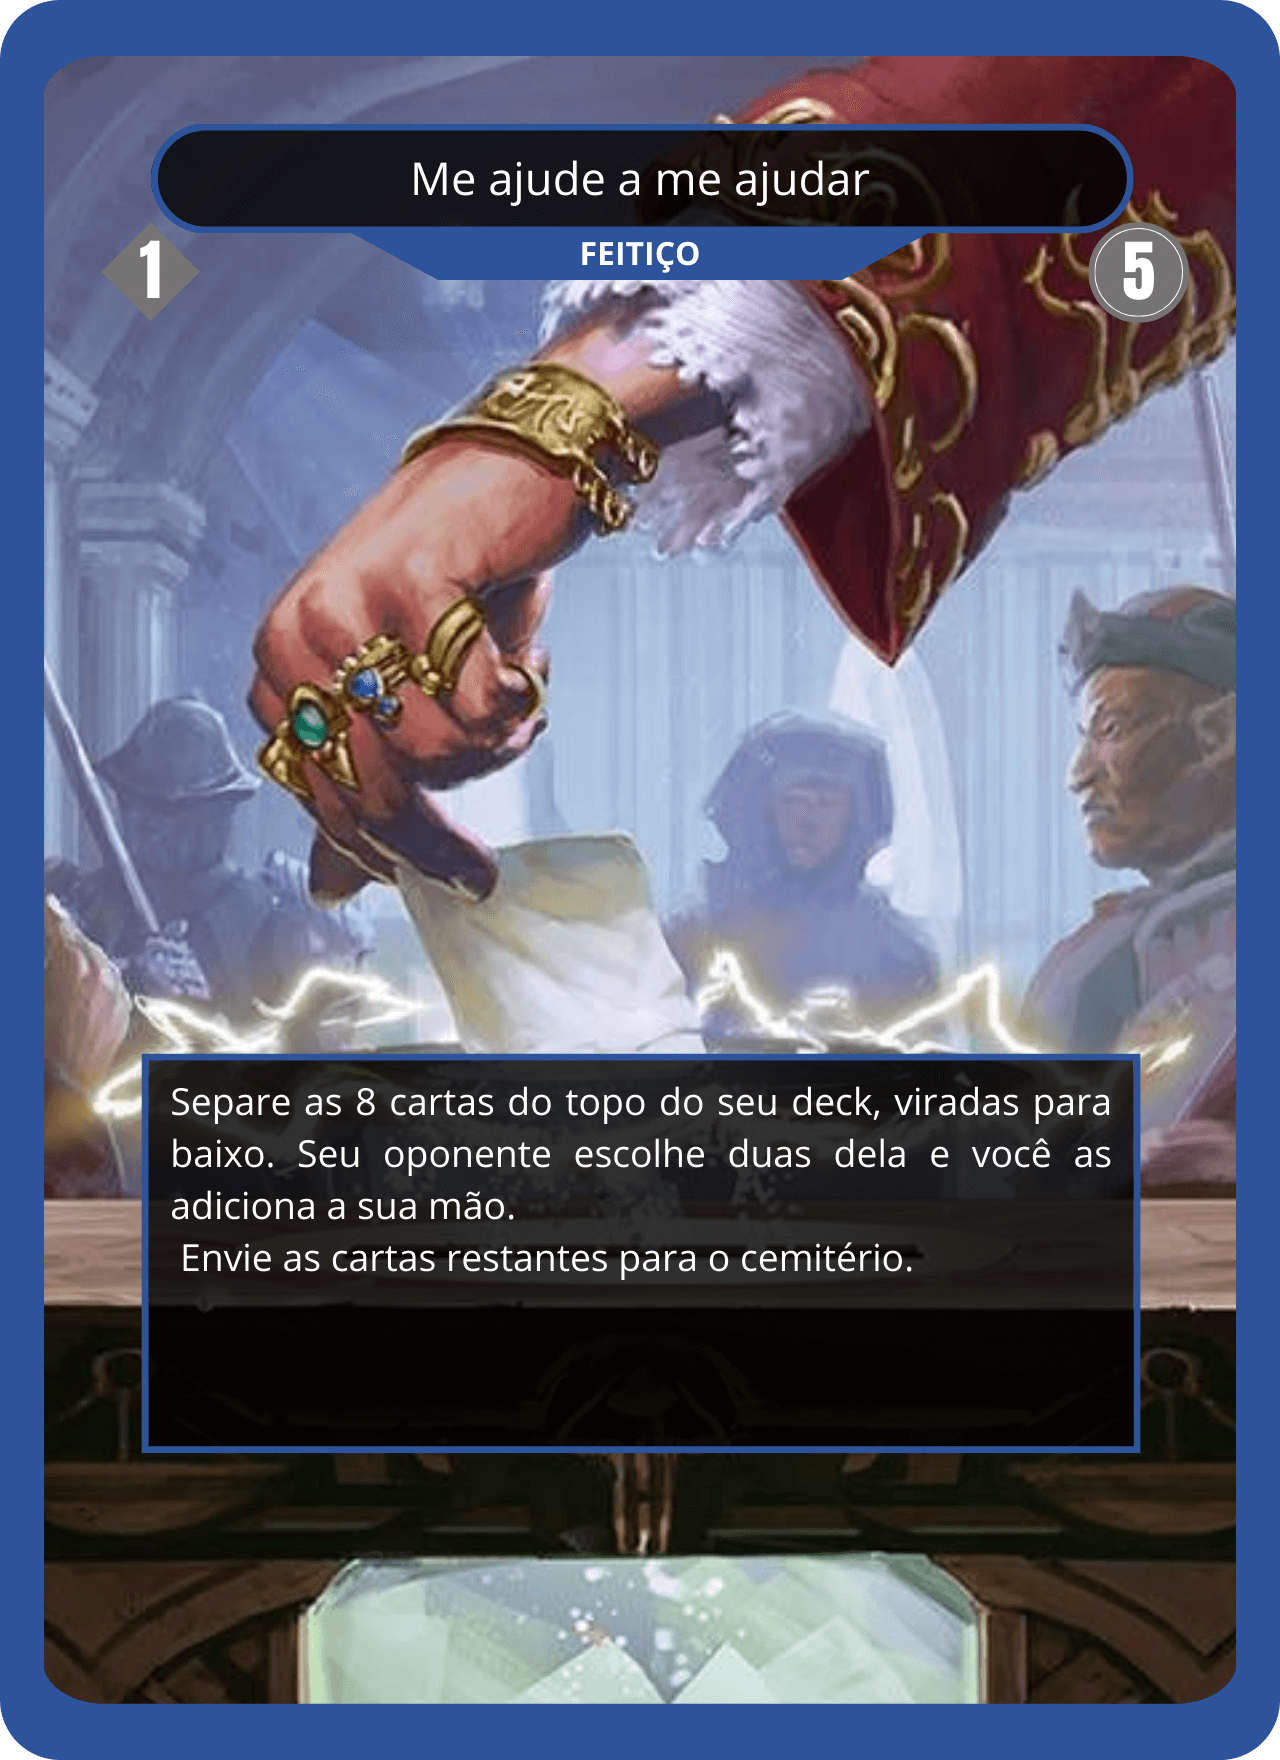 Me ajude a me ajudar
FEITIÇO
1
5
Separe as 8 cartas do topo do seu deck, viradas para
baixo. Seu oponente escolhe duas dela e você as
adiciona a sua mão.
Envie as cartas restantes para o cemitério.